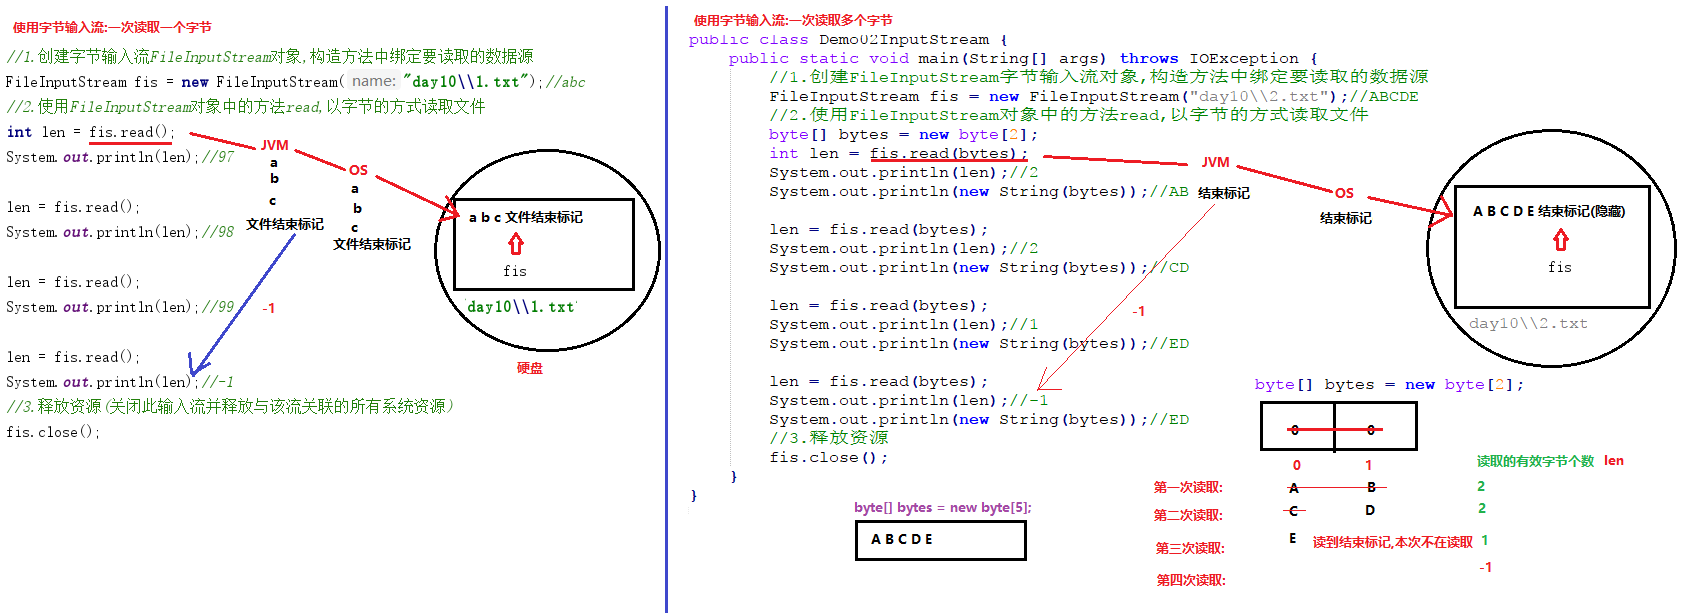 使用字节输入流:一次读取一个字节
//1.创建字节输入流FileInputStream对象,构造方法中绑定要读取的数据源
FileInputStream fis = new FileInputStream( name: "day10\\1.txt");//abc
//2.使用FileInputStream对象中的方法read,以字节的方式读取文件
int len = fis.read();
System.out.println(len);//97
len = fis.read();
System.out.println(len);//98
len = fis.read();
System.out.println(len);//99
len = fis.read();
System.out.println(len);//-1
//3.释放资源(关闭此输入流并释放与该流关联的所有系统资源)
fis.close();
JVM
a
b
c
文件结束标记
-1
OS
a
b
c
文件结束标记
a b c 文件结束标记
fis
day10\\1.txt
硬盘
使用字节输入流:一次读取多个字节
public class Demo02InputStream {
public static void main(String[] args) throws IOException {
//1.创建FileInputStream字节输入流对象,构造方法中绑定要读取的数据源
FileInputStream fis = new FileInputStream("day10\\2.txt");//ABCDE
//2.使用FileInputStream对象中的方法read,以字节的方式读取文件
byte[] bytes = new byte[2];
int len = fis.read(bytes);
System.out.println(len);//2
System.out.println(new String(bytes));//AB
len = fis.read(bytes);
System.out.println(len);//2
System.out.println(new String(bytes));//CD
len = fis.read(bytes);
System.out.println(len);//1
System.out.println(new String(bytes));//ED
len = fis.read(bytes);
System.out.println(len);//-1
System.out.println(new String(bytes));//ED
//3.释放资源
fis.close();
}
}
JVM
结束标记
-1
OS
结束标记
A B C D E 结束标记(隐藏)
fis
day10\\2.txt
byte[] bytes = new byte[5];
A B C D E
byte[] bytes = new byte[2];
0 0
0 1
读取的有效字节个数 len
第一次读取: A B 2
第二次读取: C D 2
第三次读取: E 读到结束标记,本次不在读取 1
第四次读取: -1